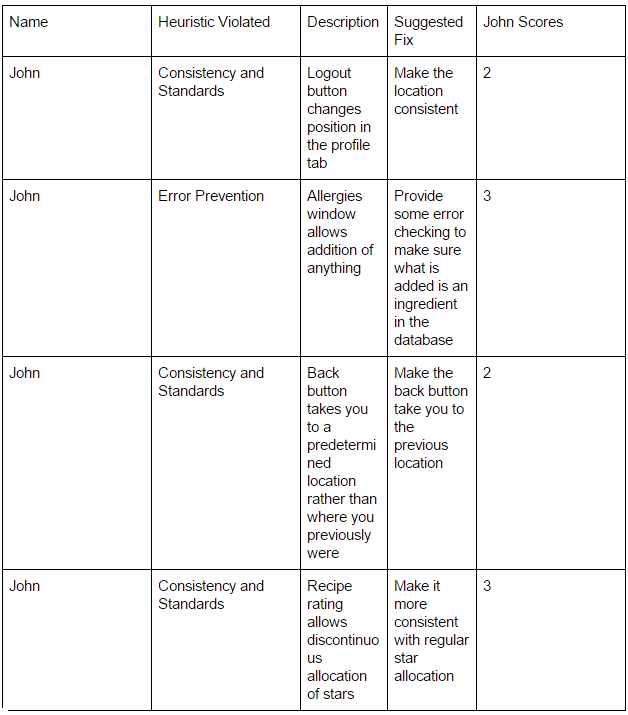 Name Heuristic Violated Description Suggested Fix John Scores
John Consistency and Standards Logout button changes position in the profile tab Make the location consistent 2
John Error Prevention Allergies window allows addition of anything Provide some error checking to make sure what is added is an ingredient in the database 3
John Consistency and Standards Back button takes you to a predetermi ned location rather than where you previously were Make the back button take you to the previous location 2
John Consistency and Standards Recipe rating allows discontinuo us allocation of stars Make it more consistent with regular star allocation 3